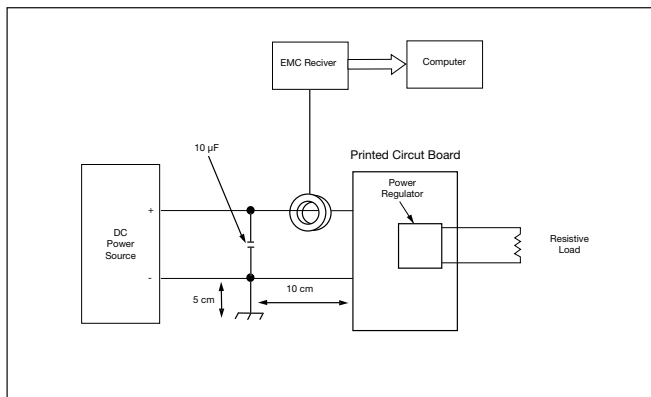 EMC Reciver
Computer
10 µF
Printed Circut Board
Power
Regulator
+
DC
Power
Source
-
Resistive
Load
5 cm
10 cm